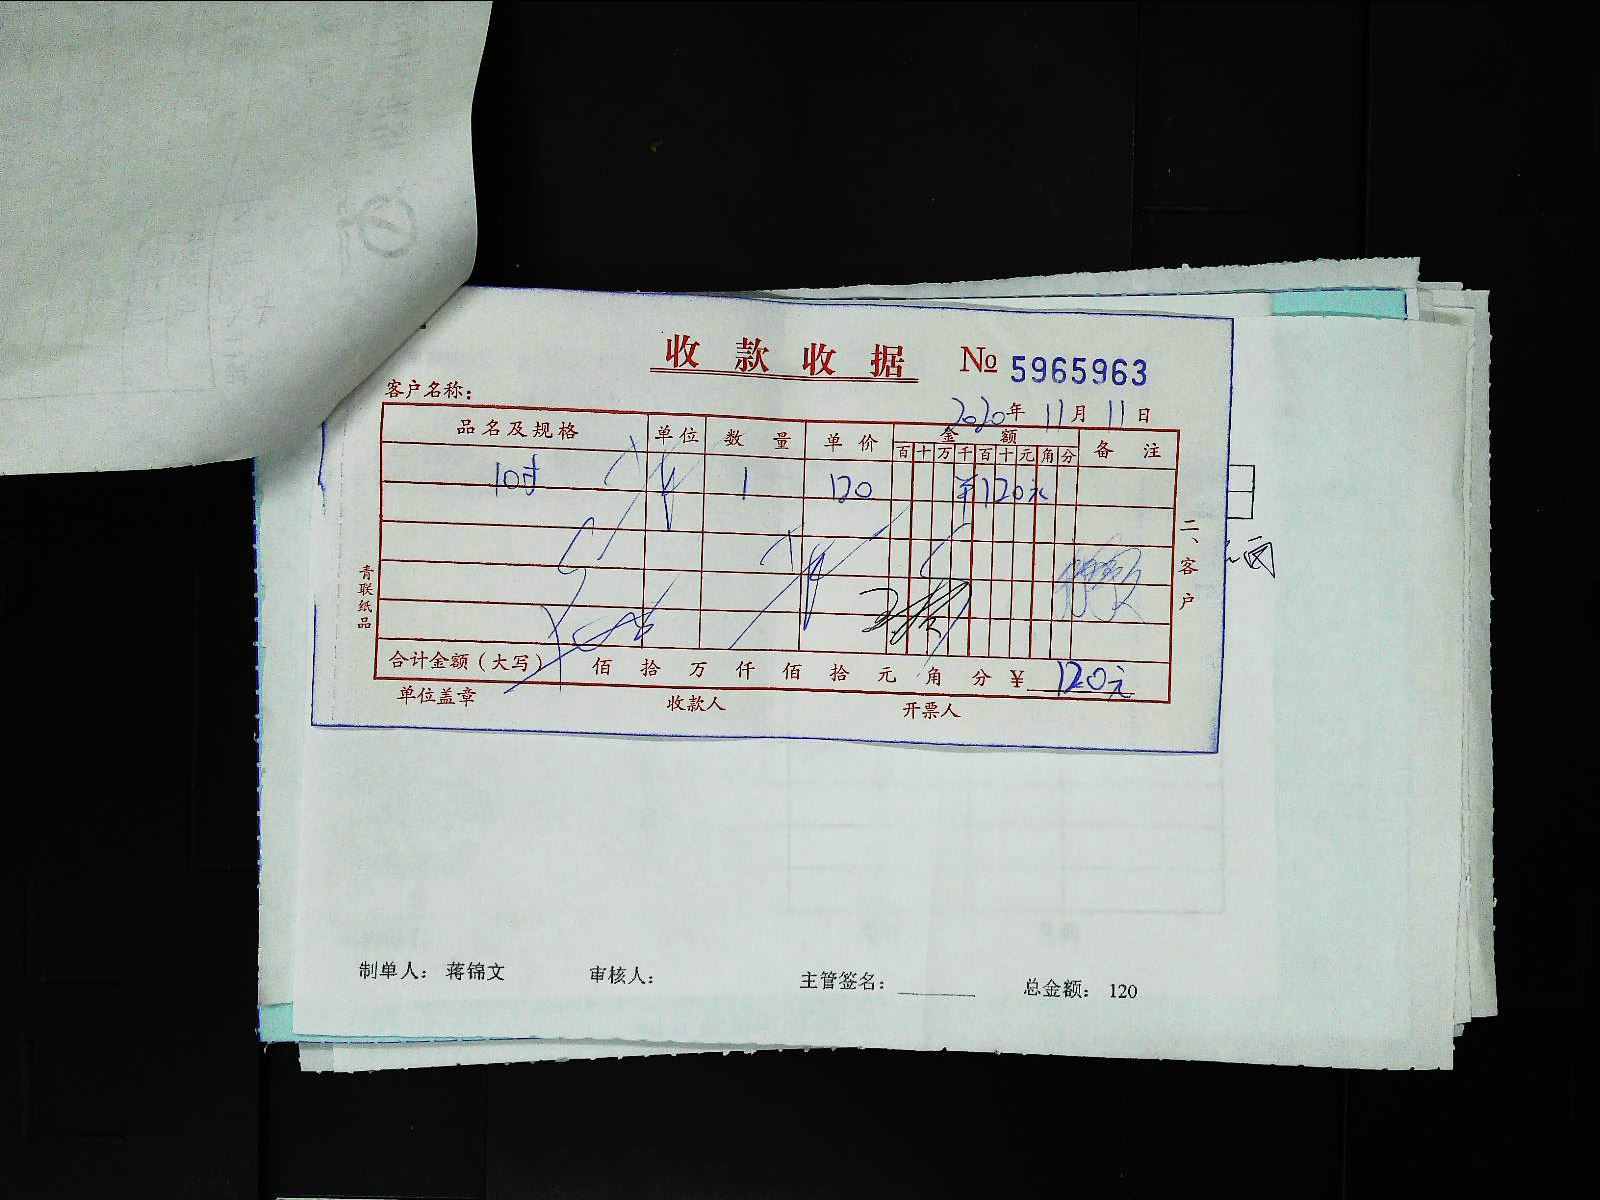 收款收据 № 5965963
客户名称：
2020年 11月 11日
品名及规格 单位 数量 单价 金额 备注
百 十 万 千 百 十 元 角 分
10寸 个 1 120 ¥120元
二、客户
青联纸品
合计金额（大写） 佰 拾 万 仟 佰 拾 元 角 分 ¥ 120元
单位盖章 收款人 开票人
制单人： 蒋锦文 审核人： 主管签名： 总金额： 120